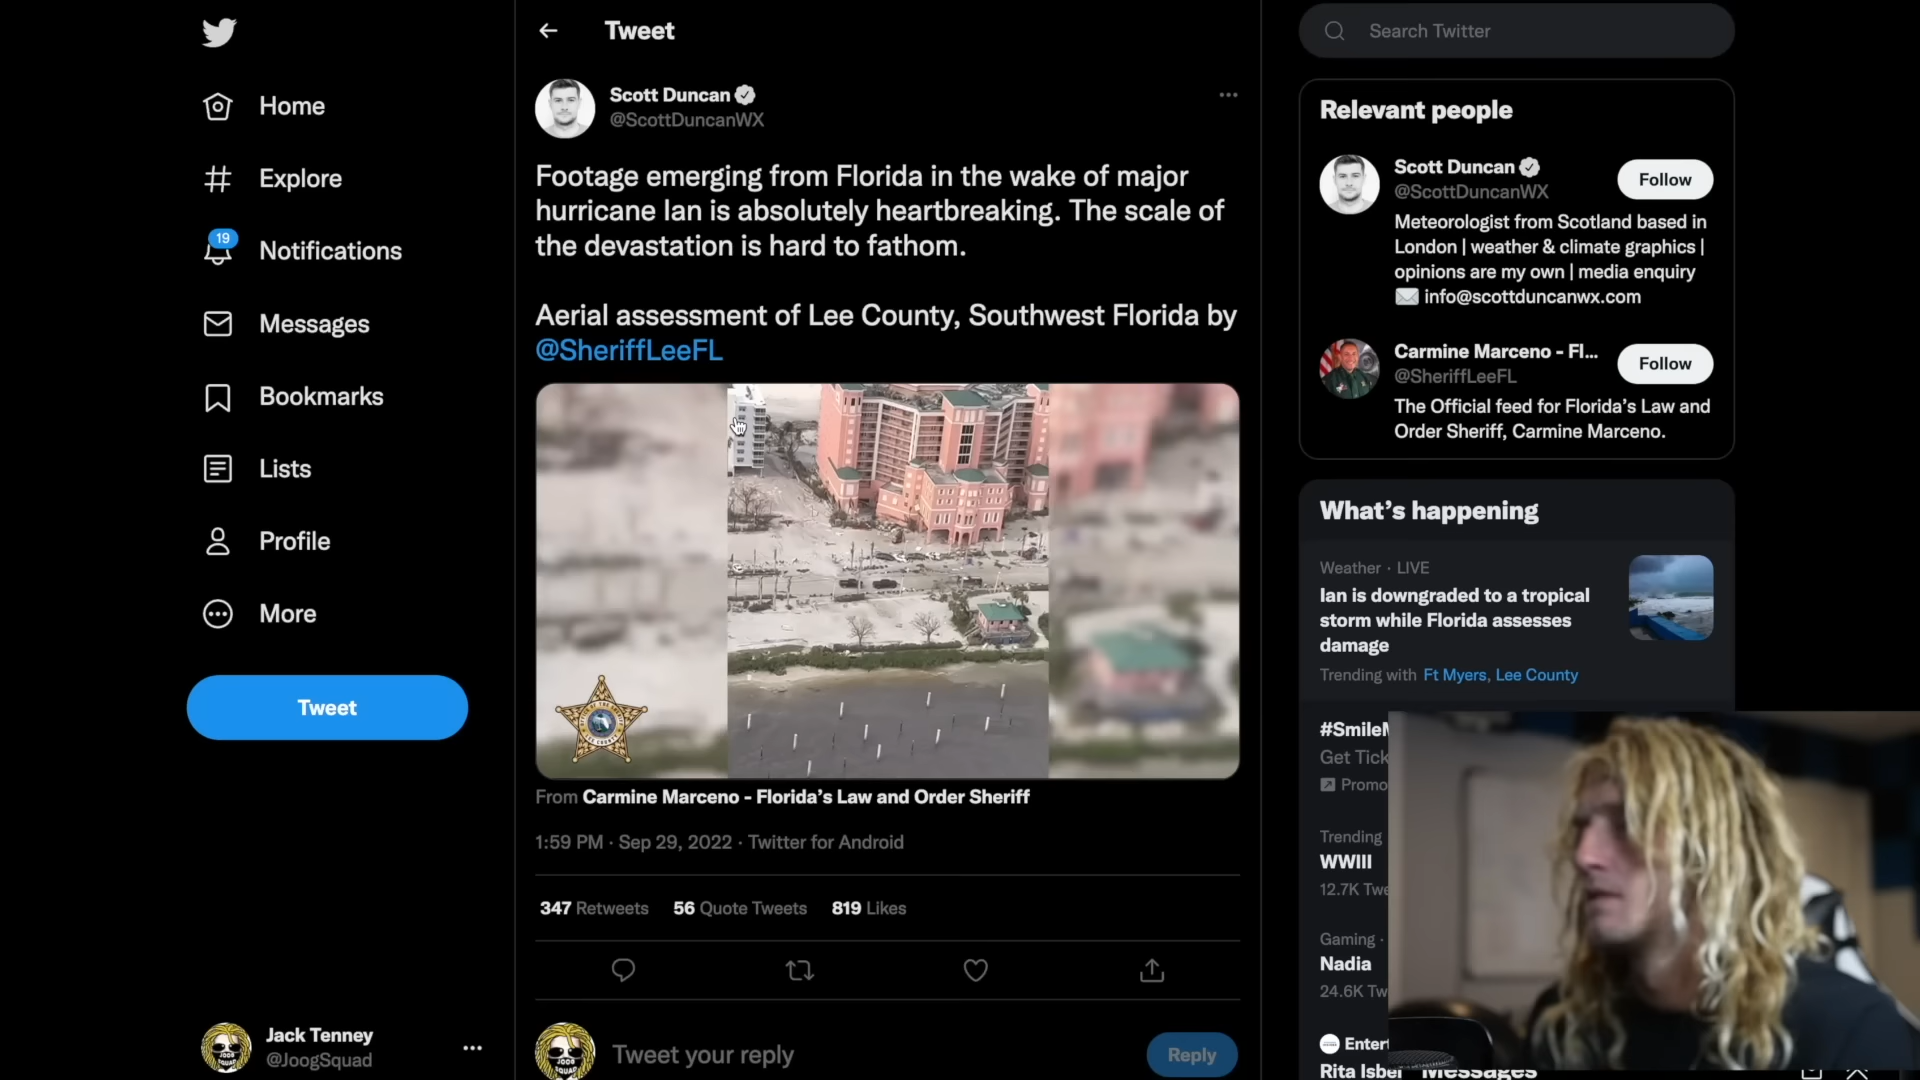 Home
Explore
19
Notifications
Messages
Bookmarks
Lists
Profile
More
Tweet
Jack Tenney
@JoogSquad
Tweet
Scott Duncan
@ScottDuncanWX
Footage emerging from Florida in the wake of major
hurricane Ian is absolutely heartbreaking. The scale of
the devastation is hard to fathom.
Aerial assessment of Lee County, Southwest Florida by
@SheriffLeeFL
From Carmine Marceno - Florida's Law and Order Sheriff
1:59 PM · Sep 29, 2022 · Twitter for Android
347 Retweets 56 Quote Tweets 819 Likes
Tweet your reply
Reply
Search Twitter
Relevant people
Scott Duncan
@ScottDuncanWX
Follow
Meteorologist from Scotland based in
London | weather & climate graphics |
opinions are my own | media enquiry
info@scottduncanwx.com
Carmine Marceno - Fl...
@SheriffLeeFL
Follow
The Official feed for Florida's Law and
Order Sheriff, Carmine Marceno.
What's happening
Weather · LIVE
Ian is downgraded to a tropical
storm while Florida assesses
damage
Trending with Ft Myers, Lee County
#Smile
Get Tick
Promo
Trending
WWIII
12.7K Twe
Gaming ·
Nadia
24.6K Tw
Entert
Rita Isbel
Messages